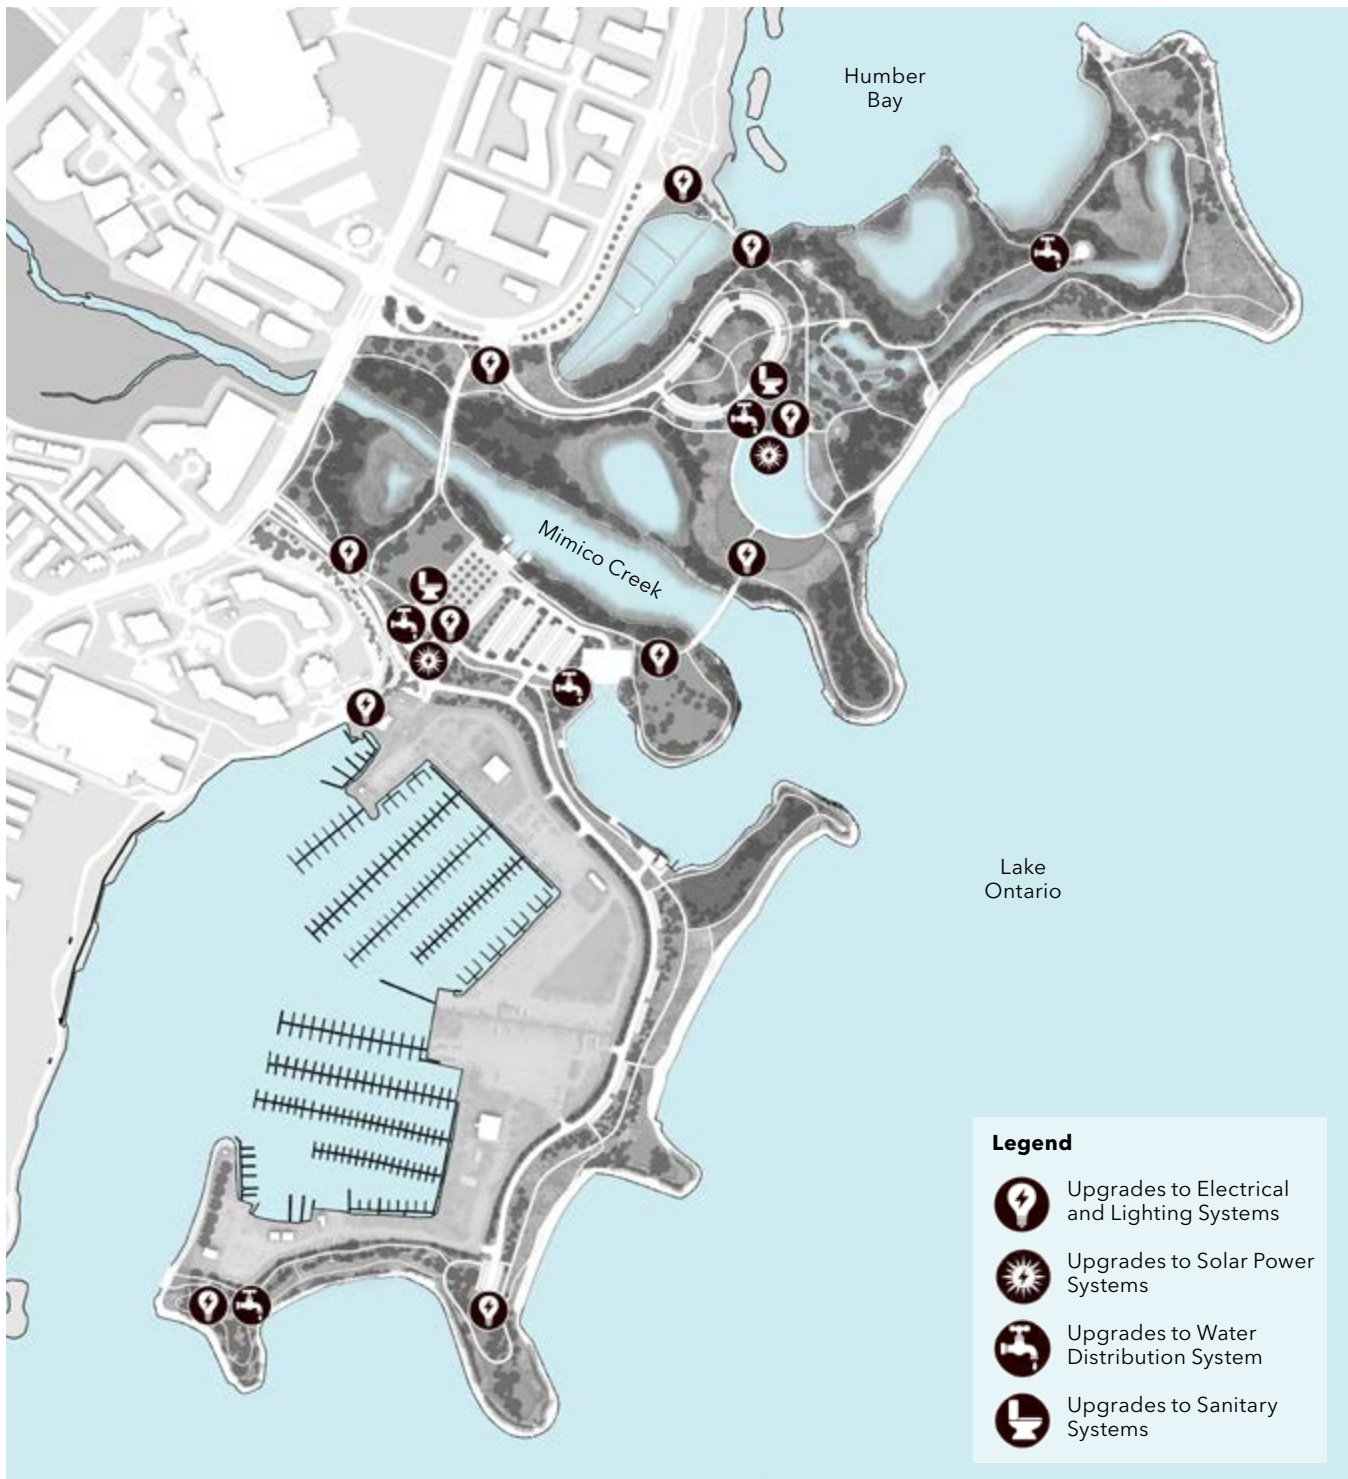 Humber
Bay
Mimico Creek
Lake
Ontario
Legend
Upgrades to Electrical
and Lighting Systems
Upgrades to Solar Power
Systems
Upgrades to Water
Distribution System
Upgrades to Sanitary
Systems